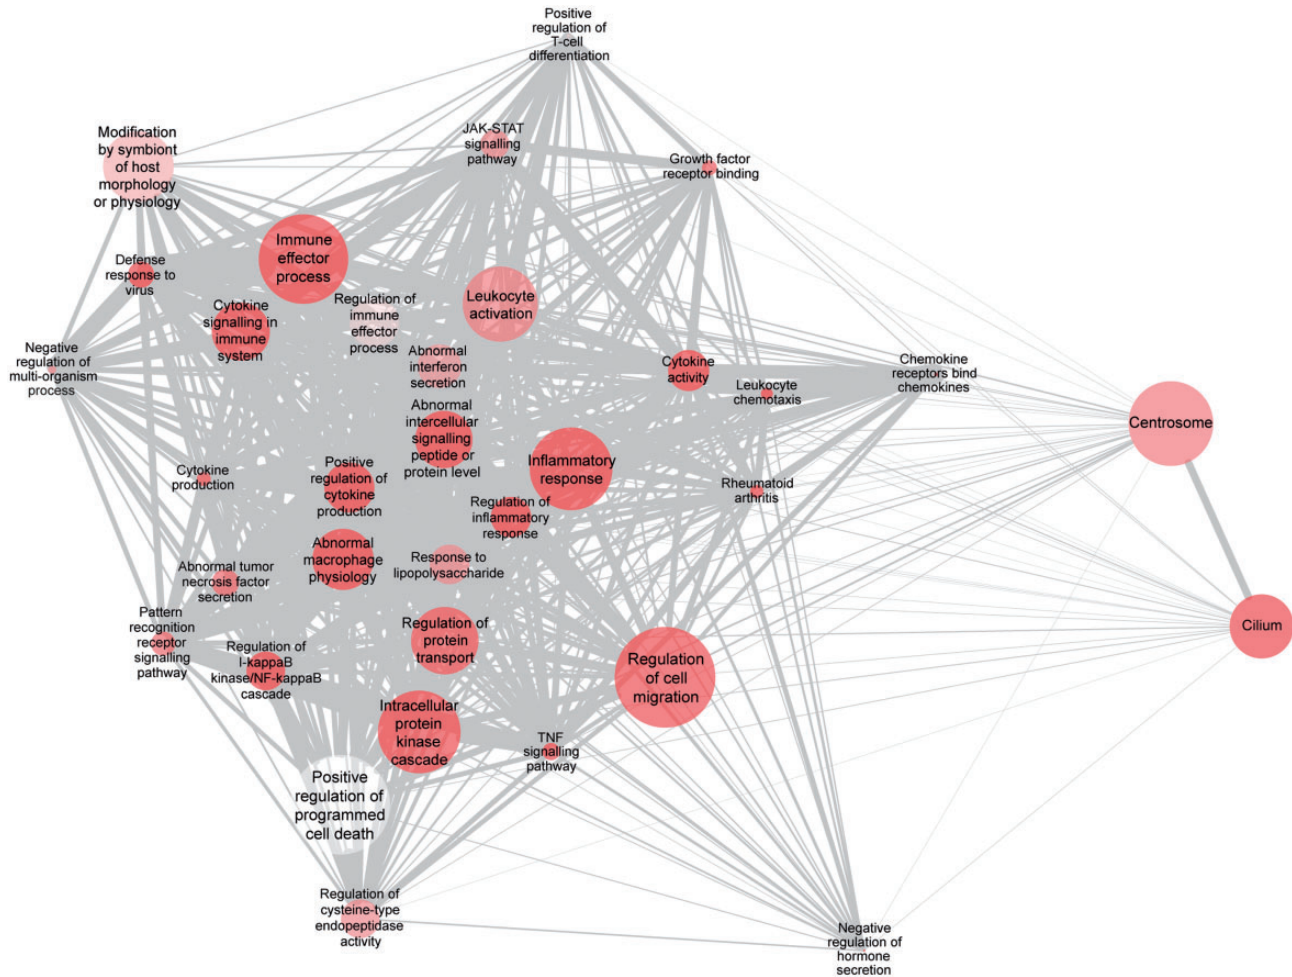 Positive
regulation of
T-cell
differentiation
Modification
by symbiont
of host
morphology
or physiology
JAK-STAT
signalling
pathway
Growth factor
receptor binding
Immune
effector
process
Defense
response to
virus
Cytokine
signalling in
immune
system
Regulation of
immune
effector
process
Leukocyte
activation
Negative
regulation of
multi-organism
process
Abnormal
interferon
secretion
Cytokine
activity
Leukocyte
chemotaxis
Chemokine
receptors bind
chemokines
Centrosome
Abnormal
intercellular
signalling
peptide or
protein level
Inflammatory
response
Cytokine
production
Positive
regulation of
cytokine
production
Regulation of
inflammatory
response
Rheumatoid
arthritis
Abnormal
macrophage
physiology
Response to
lipopolysaccharide
Abnormal tumor
necrosis factor
secretion
Pattern
recognition
receptor
signalling
pathway
Regulation of
I-kappaB
kinase/NF-kappaB
cascade
Regulation of
protein
transport
Regulation
of cell
migration
Cilium
Intracellular
protein
kinase
cascade
TNF
signalling
pathway
Positive
regulation of
programmed
cell death
Regulation of
cysteine-type
endopeptidase
activity
Negative
regulation of
hormone
secretion